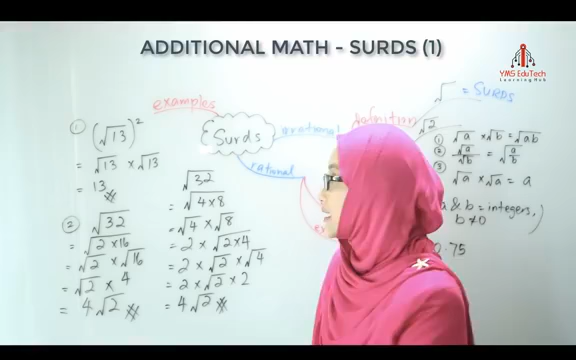 ADDITIONAL MATH - SURDS (1)
YMS EduTech
Learning Hub
examples
Surds
rational
definition
√ = SURDS
√2
① (√13)²
= √13 × √13
= 13
② √32
= √2 × 16
= √2 × √16
= √2 × 4
= 4√2
√32
= √4×8
= √4 × √8
= 2 × √2×4
= 2 × √2 × √4
= 2 × √2 × 2
= 4√2
① √a × √b = √ab
② √a/√b = √a/b
③ √a × √a = a
a & b = integers,
b ≠ 0
0.75